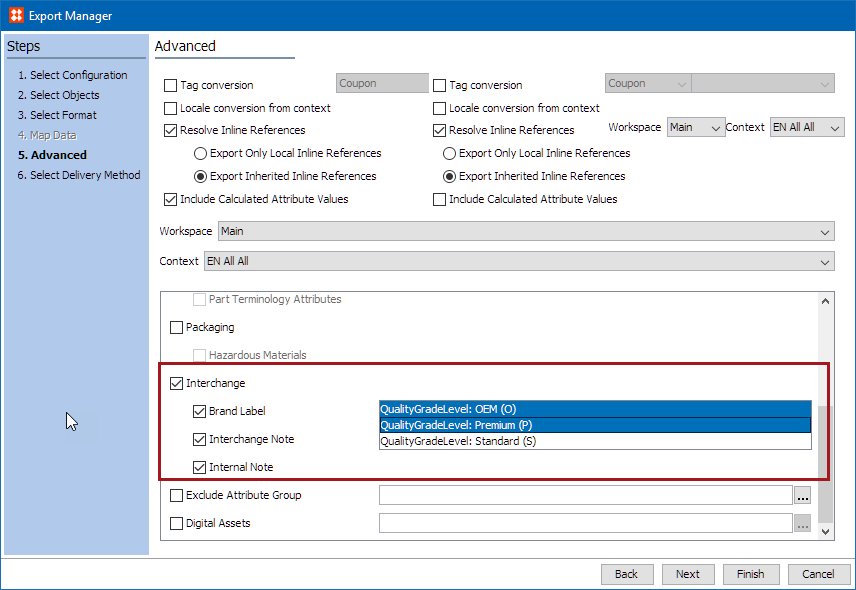 Export Manager
Steps
1. Select Configuration
2. Select Objects
3. Select Format
4. Map Data
5. Advanced
6. Select Delivery Method
Advanced
Tag conversion Coupon Tag conversion Coupon
Locale conversion from context Locale conversion from context
Resolve Inline References Resolve Inline References Workspace Main Context EN All All
Export Only Local Inline References Export Only Local Inline References
Export Inherited Inline References Export Inherited Inline References
Include Calculated Attribute Values Include Calculated Attribute Values
Workspace Main
Context EN All All
Part Terminology Attributes
Packaging
Hazardous Materials
Interchange
Brand Label QualityGradeLevel: OEM (O)
QualityGradeLevel: Premium (P)
Interchange Note QualityGradeLevel: Standard (S)
Internal Note
Exclude Attribute Group ...
Digital Assets ...
Back Next Finish Cancel